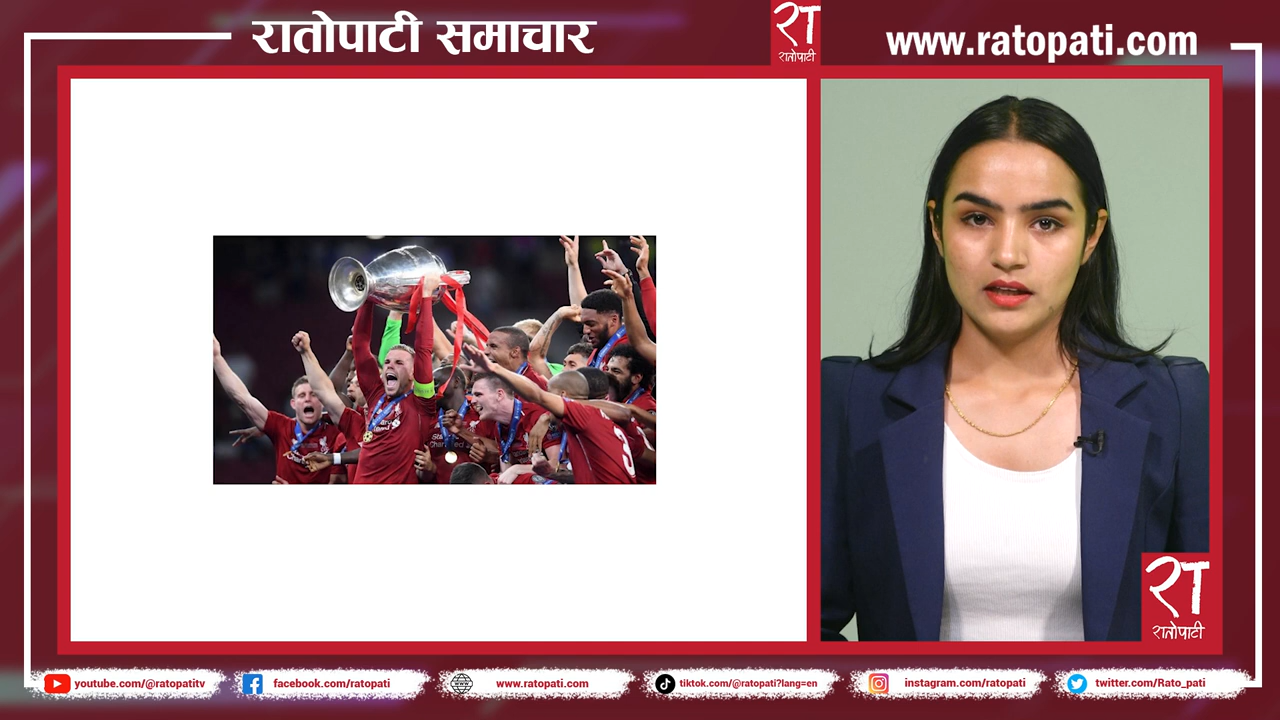 रातोपाटी समाचार
रातोपाटी
www.ratopati.com
3
रातोपाटी
youtube.com/@ratopatitv
facebook.com/ratopati
www.ratopati.com
tiktok.com/@ratopati?lang=en
instagram.com/ratopati
twitter.com/Rato_pati